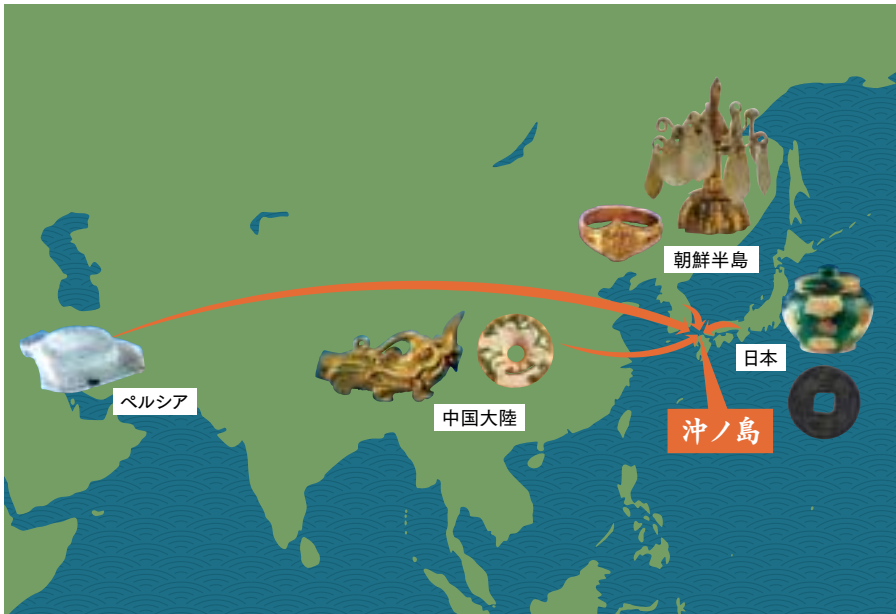 朝鮮半島
日本
ペルシア
中国大陸
沖ノ島